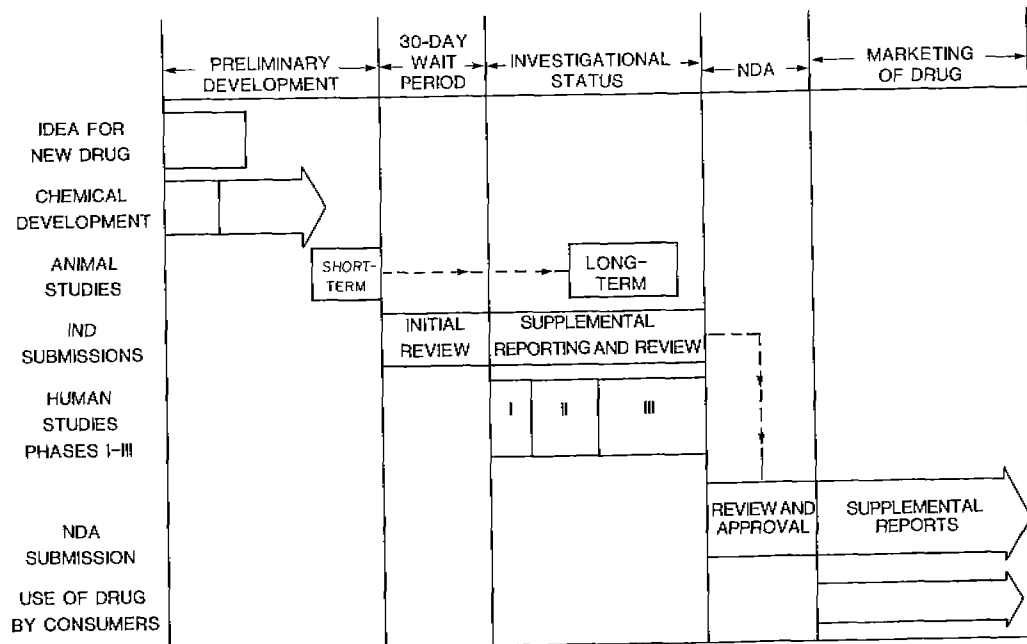 PRELIMINARY
DEVELOPMENT
30-DAY
WAIT
PERIOD
INVESTIGATIONAL
STATUS
NDA
MARKETING
OF DRUG
IDEA FOR
NEW DRUG
CHEMICAL
DEVELOPMENT
ANIMAL
STUDIES
SHORT-
TERM
LONG-
TERM
IND
SUBMISSIONS
INITIAL
REVIEW
SUPPLEMENTAL
REPORTING AND REVIEW
HUMAN
STUDIES
PHASES I-III
I
II
III
NDA
SUBMISSION
REVIEW AND
APPROVAL
SUPPLEMENTAL
REPORTS
USE OF DRUG
BY CONSUMERS